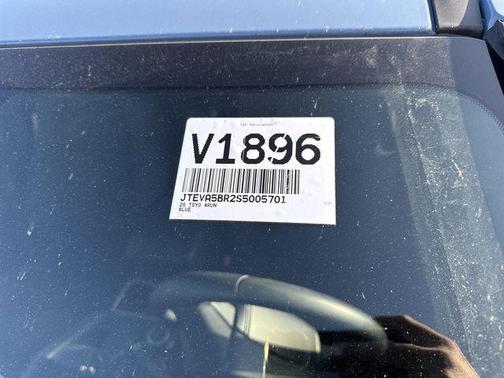 V1896
JTEVA5BR2S5005701
25 TOYO 4RUN
BLUE